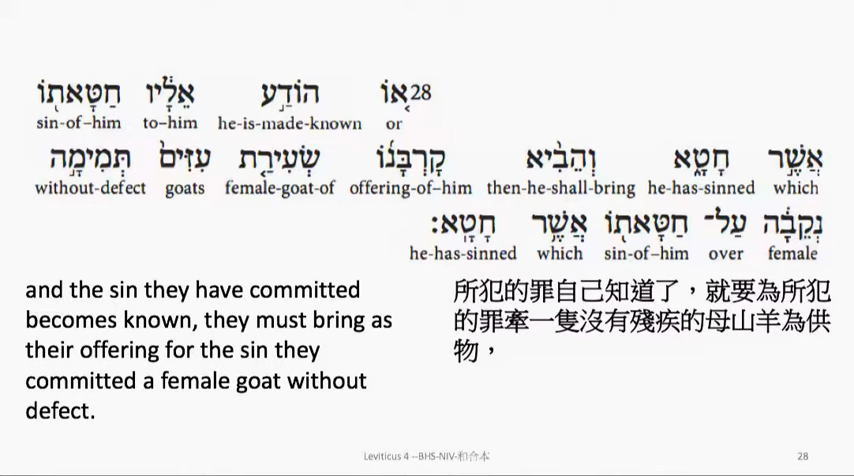 28 א֚וֹ הוֹדַ֣ע אֵלָ֔יו חַטָּאת֖וֹ
or he-is-made-known to-him sin-of-him
אֲשֶׁ֣ר חָטָ֑א וְהֵבִ֨יא קָרְבָּנ֜וֹ שְׂעִירַ֤ת עִזִּים֙ תְּמִימָ֣ה
which he-has-sinned then-he-shall-bring offering-of-him female-goat-of goats without-defect
נְקֵבָ֔ה עַל־ חַטָּאת֖וֹ אֲשֶׁ֥ר חָטָֽא׃
female over sin-of-him which he-has-sinned
and the sin they have committed
becomes known, they must bring as
their offering for the sin they
committed a female goat without
defect.
所犯的罪自己知道了，就要為所犯
的罪牽一隻沒有殘疾的母山羊為供
物，
Leviticus 4 --BHS-NIV-和合本
28